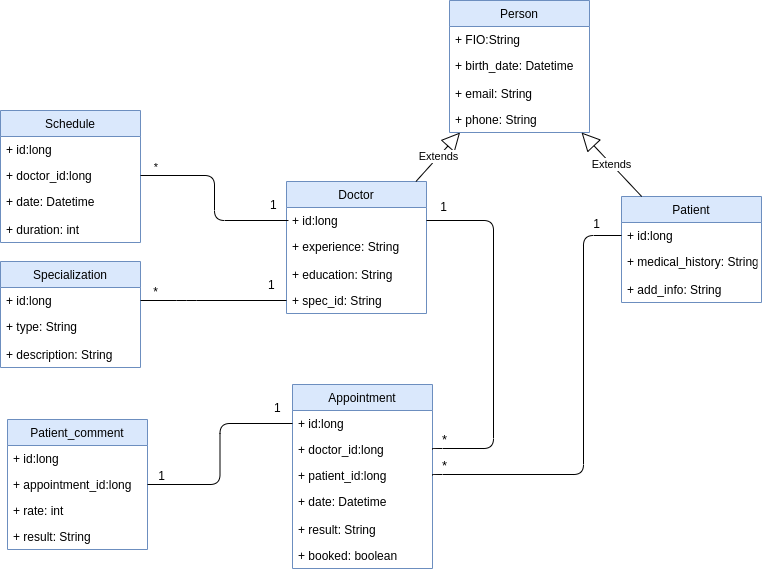 Person
+ FIO:String
+ birth_date: Datetime
+ email: String
+ phone: String
Extends
Extends
Schedule
+ id:long
+ doctor_id:long
+ date: Datetime
+ duration: int
*
1
Doctor
+ id:long
+ experience: String
+ education: String
+ spec_id: String
1
1
Patient
+ id:long
+ medical_history: String
+ add_info: String
Specialization
+ id:long
+ type: String
+ description: String
*
1
Appointment
+ id:long
+ doctor_id:long
+ patient_id:long
+ date: Datetime
+ result: String
+ booked: boolean
*
*
1
1
Patient_comment
+ id:long
+ appointment_id:long
+ rate: int
+ result: String